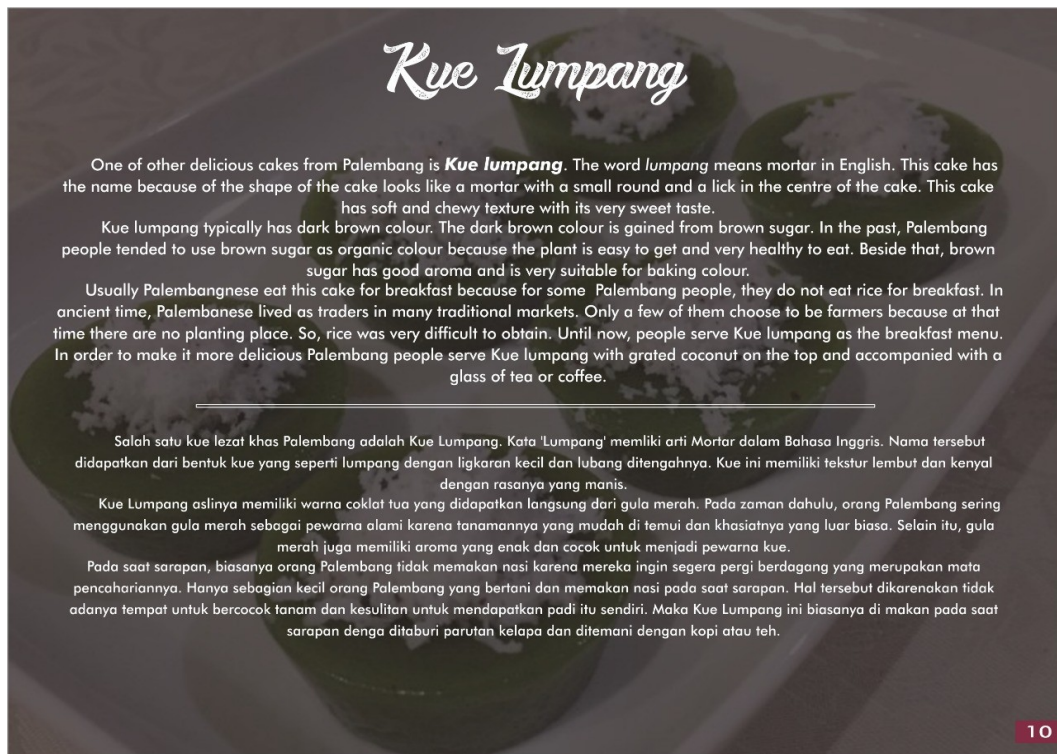 Kue Lumpang
One of other delicious cakes from Palembang is Kue lumpang. The word lumpang means mortar in English. This cake has
the name because of the shape of the cake looks like a mortar with a small round and a lick in the centre of the cake. This cake
has soft and chewy texture with its very sweet taste.
Kue lumpang typically has dark brown colour. The dark brown colour is gained from brown sugar. In the past, Palembang
people tended to use brown sugar as organic colour because the plant is easy to get and very healthy to eat. Beside that, brown
sugar has good aroma and is very suitable for baking colour.
Usually Palembangnese eat this cake for breakfast because for some Palembang people, they do not eat rice for breakfast. In
ancient time, Palembanese lived as traders in many traditional markets. Only a few of them choose to be farmers because at that
time there are no planting place. So, rice was very difficult to obtain. Until now, people serve Kue lumpang as the breakfast menu.
In order to make it more delicious Palembang people serve Kue lumpang with grated coconut on the top and accompanied with a
glass of tea or coffee.
Salah satu kue lezat khas Palembang adalah Kue Lumpang. Kata 'Lumpang' memliki arti Mortar dalam Bahasa Inggris. Nama tersebut
didapatkan dari bentuk kue yang seperti lumpang dengan ligkaran kecil dan lubang ditengahnya. Kue ini memiliki tekstur lembut dan kenyal
dengan rasanya yang manis.
Kue Lumpang aslinya memiliki warna coklat tua yang didapatkan langsung dari gula merah. Pada zaman dahulu, orang Palembang sering
menggunakan gula merah sebagai pewarna alami karena tanamannya yang mudah di temui dan khasiatnya yang luar biasa. Selain itu, gula
merah juga memiliki aroma yang enak dan cocok untuk menjadi pewarna kue.
Pada saat sarapan, biasanya orang Palembang tidak memakan nasi karena mereka ingin segera pergi berdagang yang merupakan mata
pencahariannya. Hanya sebagian kecil orang Palembang yang bertani dan memakan nasi pada saat sarapan. Hal tersebut dikarenakan tidak
adanya tempat untuk bercocok tanam dan kesulitan untuk mendapatkan padi itu sendiri. Maka Kue Lumpang ini biasanya di makan pada saat
sarapan denga ditaburi parutan kelapa dan ditemani dengan kopi atau teh.
10